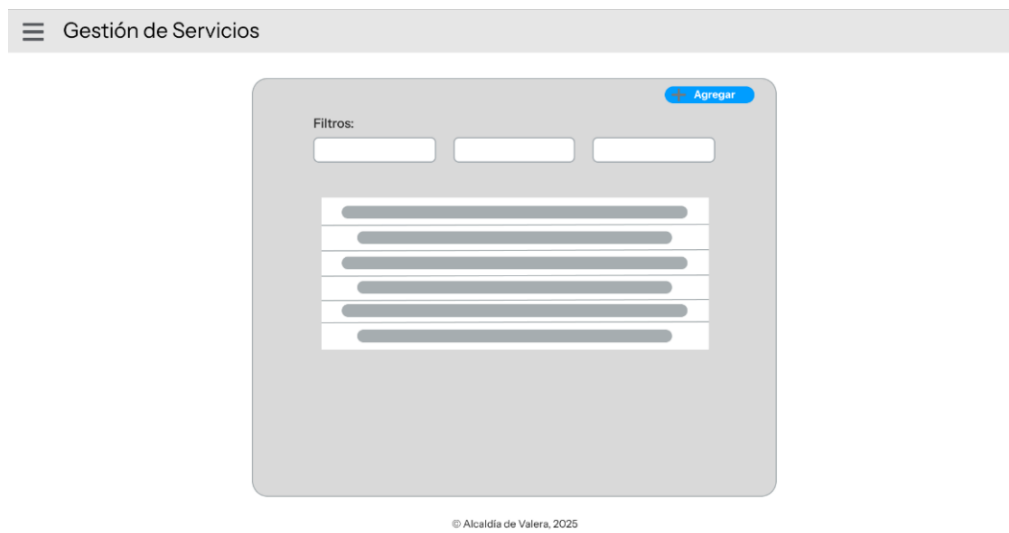 Gestión de Servicios
Agregar
Filtros:
© Alcaldía de Valera, 2025